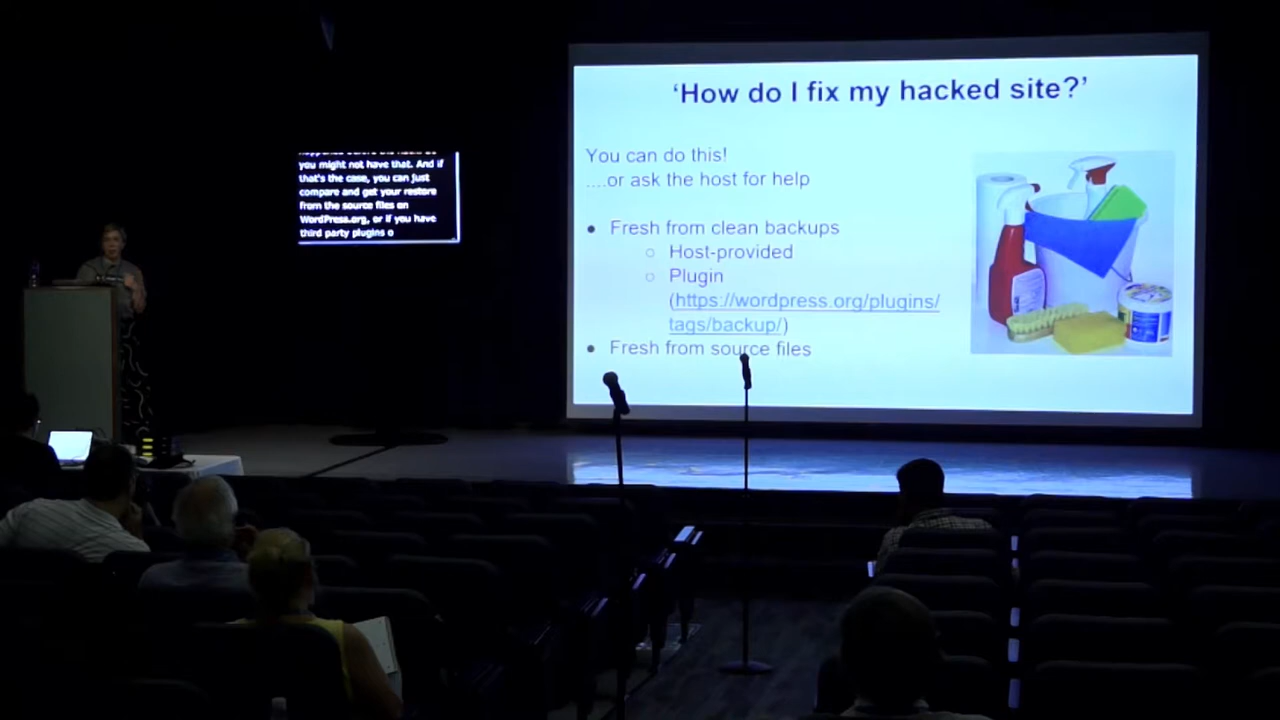 ‘How do I fix my hacked site?’
You can do this!
....or ask the host for help
● Fresh from clean backups
○ Host-provided
○ Plugin
(https://wordpress.org/plugins/
tags/backup/)
● Fresh from source files
you might not have that. And if
that's the case, you can just
compare and get your restore
from the source files on
WordPress.org, or if you have
third party plugins o